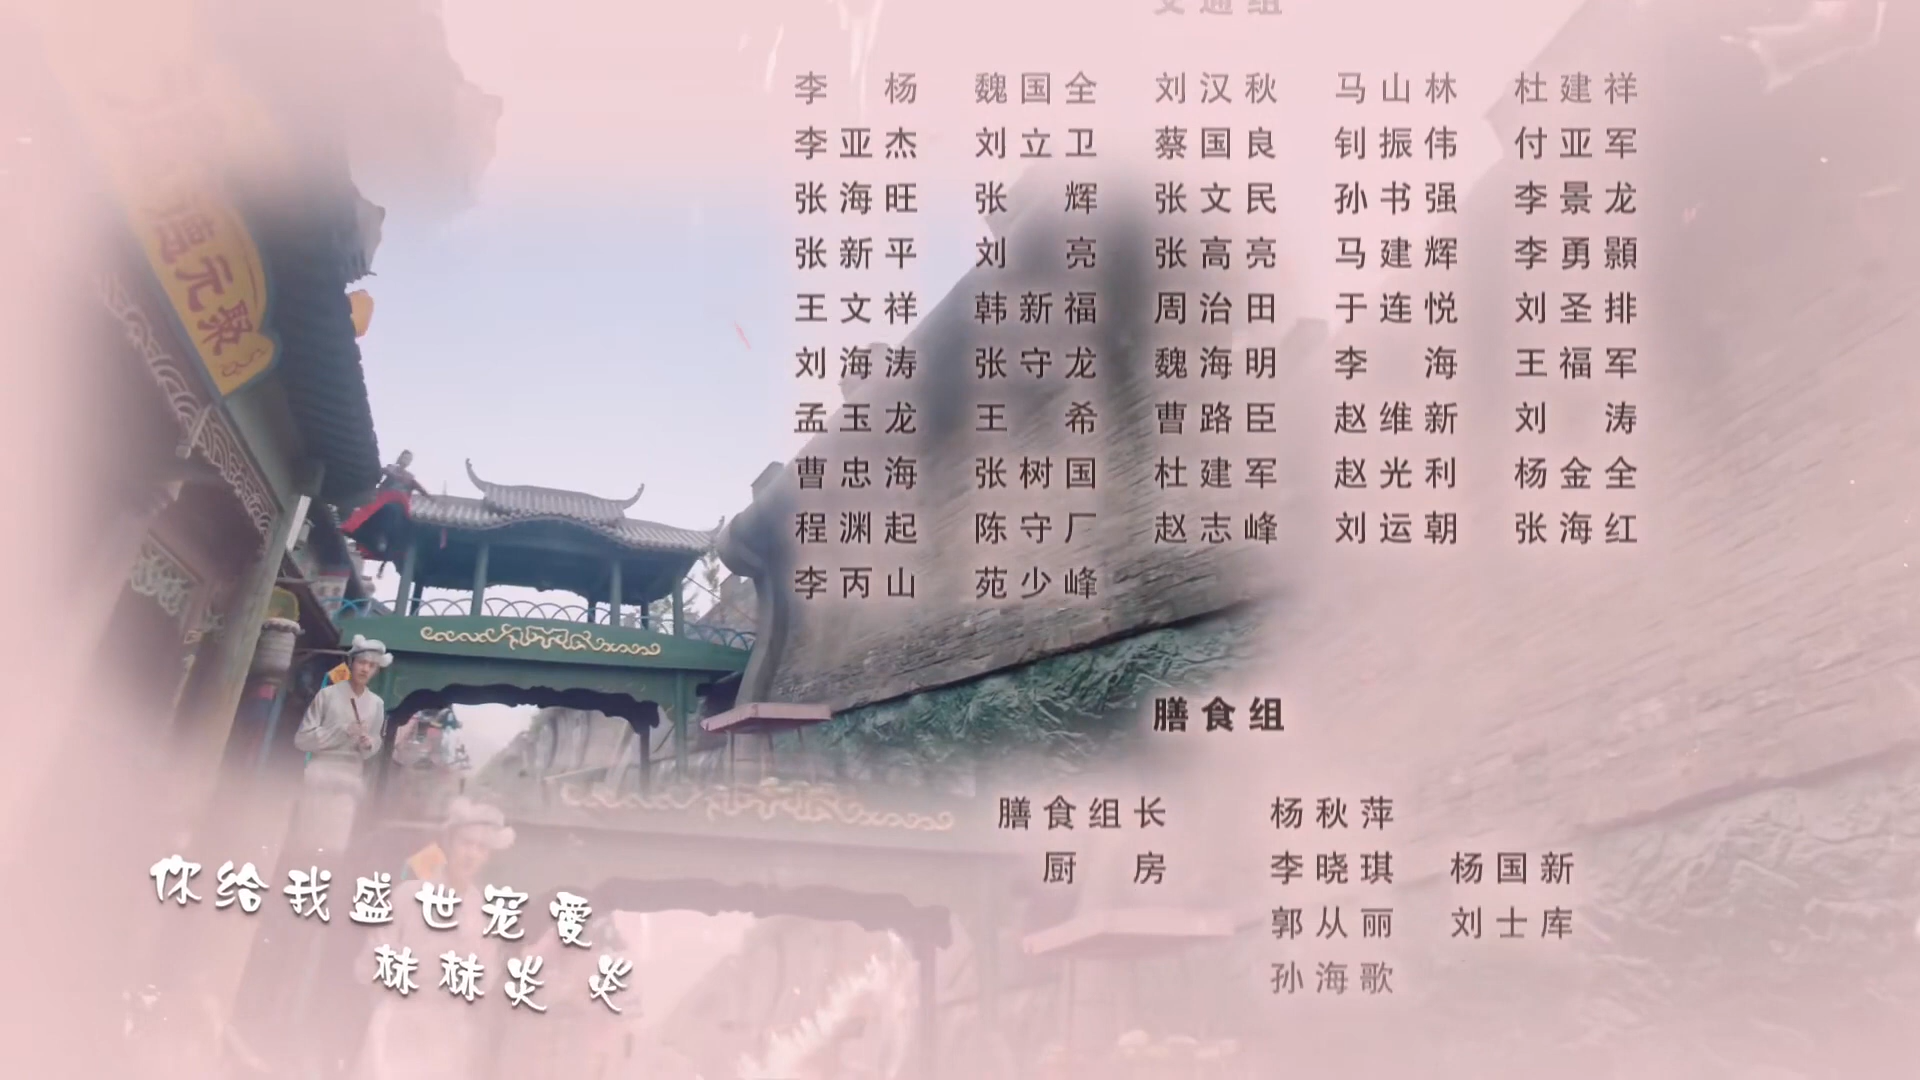 交通组
李杨 魏国全 刘汉秋 马山林 杜建祥
李亚杰 刘立卫 蔡国良 钊振伟 付亚军
张海旺 张辉 张文民 孙书强 李景龙
张新平 刘亮 张高亮 马建辉 李勇顥
王文祥 韩新福 周治田 于连悦 刘圣排
刘海涛 张守龙 魏海明 李海 王福军
孟玉龙 王希 曹路臣 赵维新 刘涛
曹忠海 张树国 杜建军 赵光利 杨金全
程渊起 陈守厂 赵志峰 刘运朝 张海红
李丙山 苑少峰
膳食组
膳食组长 杨秋萍
厨房 李晓琪 杨国新
郭从丽 刘士库
孙海歌
元聚
你给我盛世宠爱